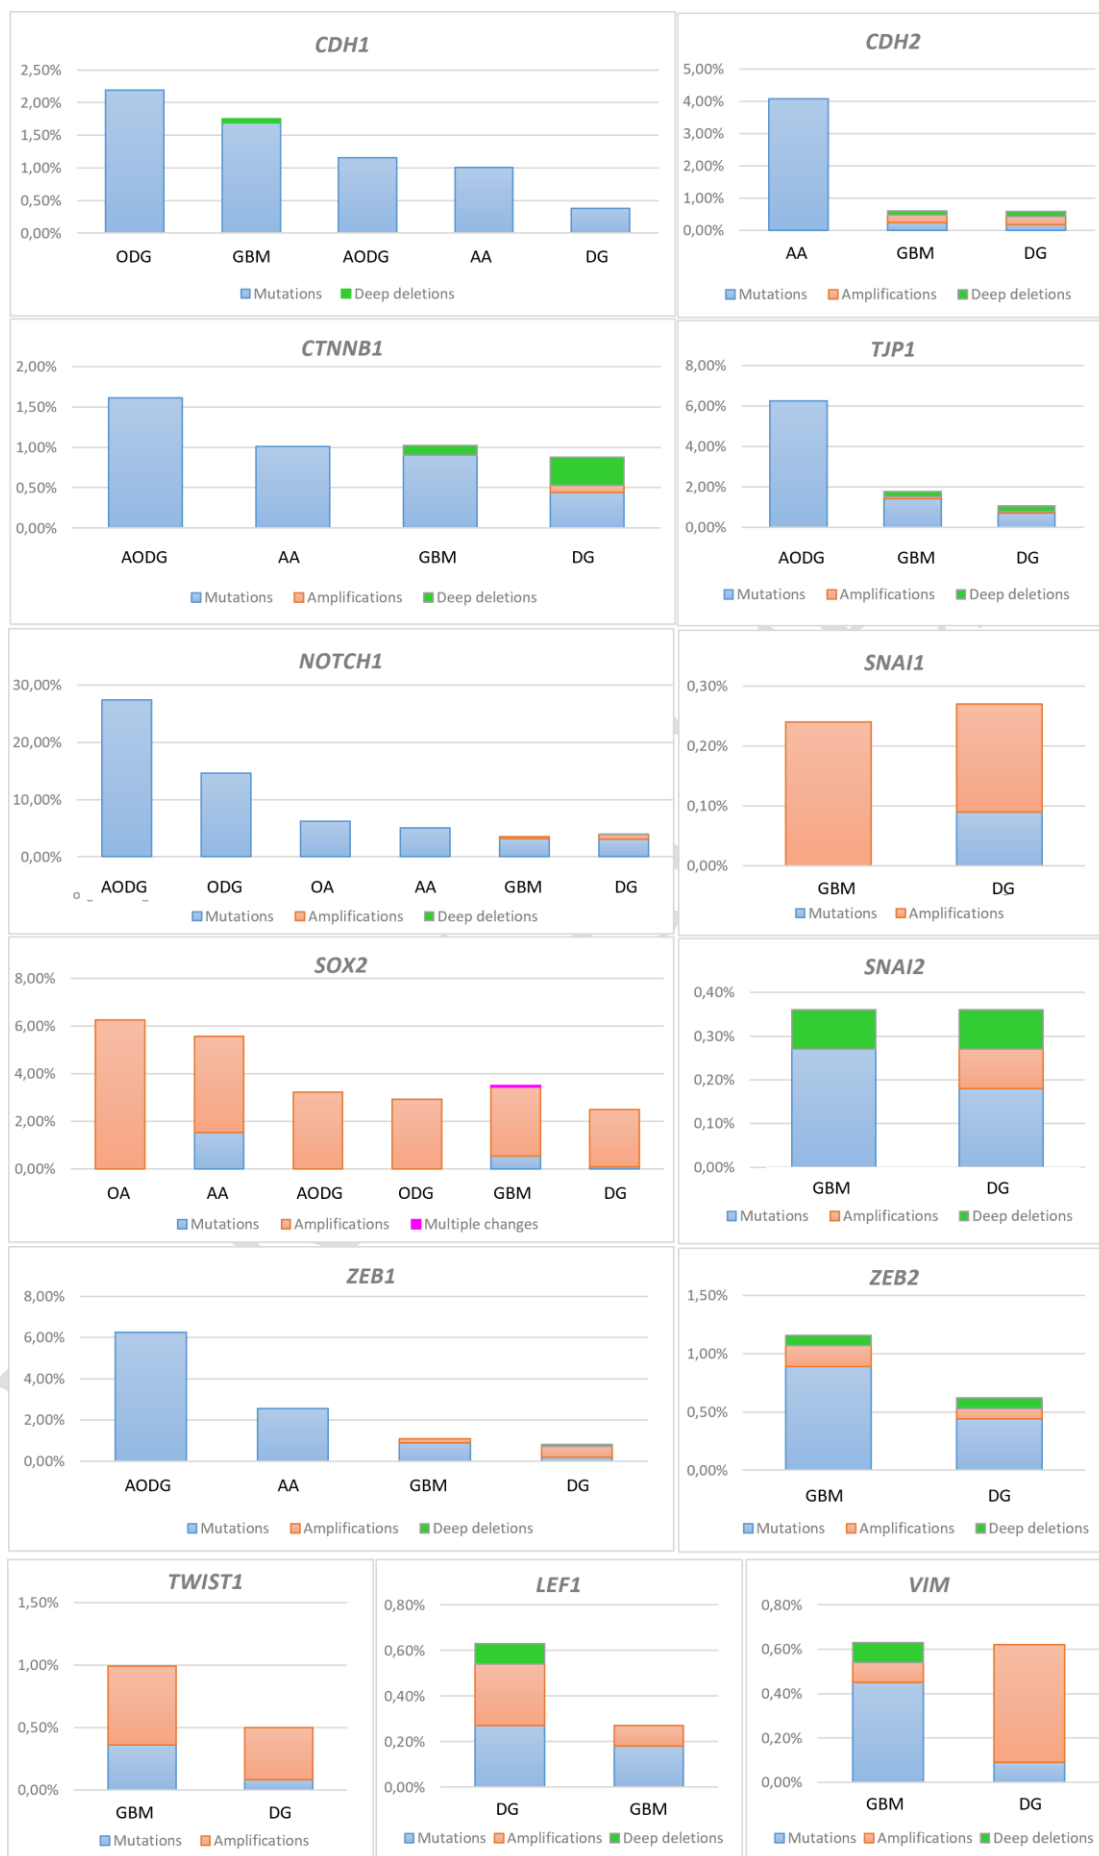 CDH1
2,50%
2,00%
1,50%
1,00%
0,50%
0,00%
ODG GBM AODG AA DG
Mutations Deep deletions
CDH2
5,00%
4,00%
3,00%
2,00%
1,00%
0,00%
AA GBM DG
Mutations Amplifications Deep deletions
CTNNB1
2,00%
1,50%
1,00%
0,50%
0,00%
AODG AA GBM DG
Mutations Amplifications Deep deletions
TJP1
8,00%
6,00%
4,00%
2,00%
0,00%
AODG GBM DG
Mutations Amplifications Deep deletions
NOTCH1
30,00%
20,00%
10,00%
0,00%
AODG ODG OA AA GBM DG
Mutations Amplifications Deep deletions
SNAI1
0,30%
0,20%
0,10%
0,00%
GBM DG
Mutations Amplifications
SOX2
8,00%
6,00%
4,00%
2,00%
0,00%
OA AA AODG ODG GBM DG
Mutations Amplifications Multiple changes
SNAI2
0,40%
0,30%
0,20%
0,10%
0,00%
GBM DG
Mutations Amplifications Deep deletions
ZEB1
8,00%
6,00%
4,00%
2,00%
0,00%
AODG AA GBM DG
Mutations Amplifications Deep deletions
ZEB2
1,50%
1,00%
0,50%
0,00%
GBM DG
Mutations Amplifications Deep deletions
TWIST1
1,50%
1,00%
0,50%
0,00%
GBM DG
Mutations Amplifications
LEF1
0,80%
0,60%
0,40%
0,20%
0,00%
DG GBM
Mutations Amplifications Deep deletions
VIM
0,80%
0,60%
0,40%
0,20%
0,00%
GBM DG
Mutations Amplifications Deep deletions